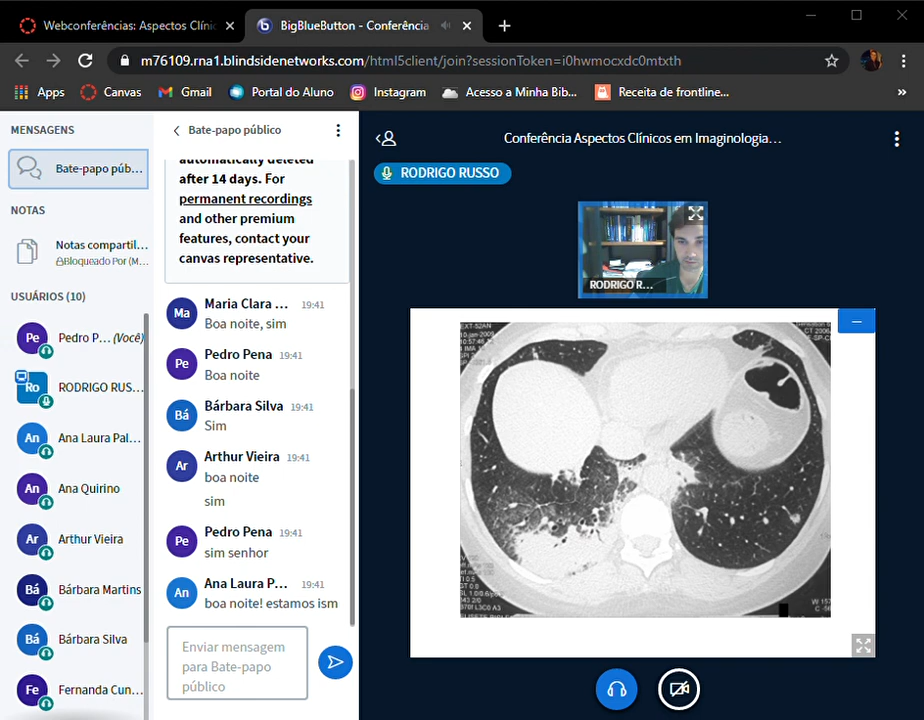 Webconferências: Aspectos Clínic
BigBlueButton - Conferência
m76109.rna1.blindsidenetworks.com/html5client/join?sessionToken=i0hwmocxdc0mtxth
Apps
Canvas
Gmail
Portal do Aluno
Instagram
Acesso a Minha Bib...
Receita de frontline...
»
MENSAGENS
Bate-papo púb...
NOTAS
Notas compartil...
Bloqueado Por (M...
USUÁRIOS (10)
Pe
Pedro P... (Você)
Ro
RODRIGO RUS...
An
Ana Laura Pal...
An
Ana Quirino
Ar
Arthur Vieira
Bá
Bárbara Martins
Bá
Bárbara Silva
Fe
Fernanda Cun...
Bate-papo público
automatically deleted
after 14 days. For
permanent recordings
and other premium
features, contact your
canvas representative.
Ma
Maria Clara ... 19:41
Boa noite, sim
Pe
Pedro Pena 19:41
Boa noite
Bá
Bárbara Silva 19:41
Sim
Ar
Arthur Vieira 19:41
boa noite
sim
Pe
Pedro Pena 19:41
sim senhor
An
Ana Laura P... 19:41
boa noite! estamos ism
Enviar mensagem
para Bate-papo
público
Conferência Aspectos Clínicos em Imaginologia...
RODRIGO RUSSO
RODRIGO R...